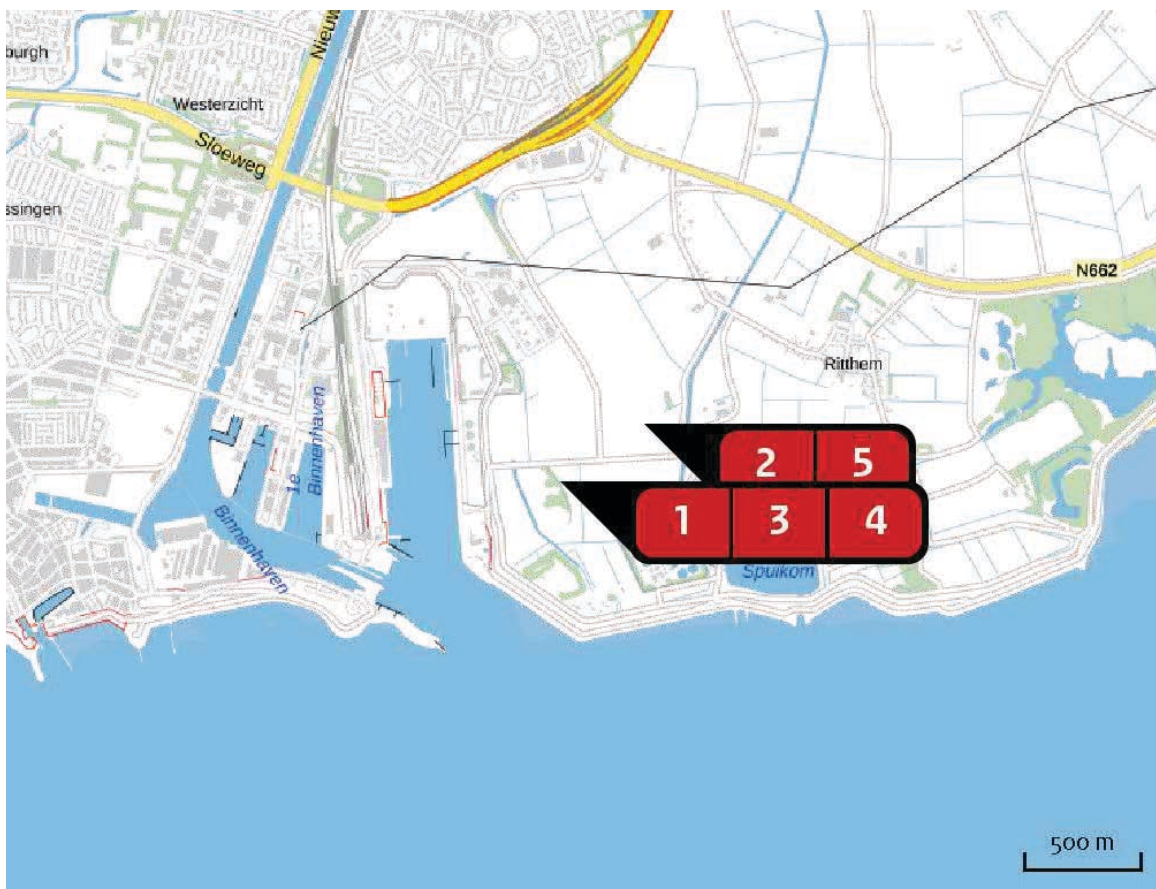 burgh
Nieuw
Westerzicht
Sloeweg
ssingen
N662
Ritthem
1e
Binnenhaven
Binnenhaven
2
5
1
3
4
Spuikom
500 m